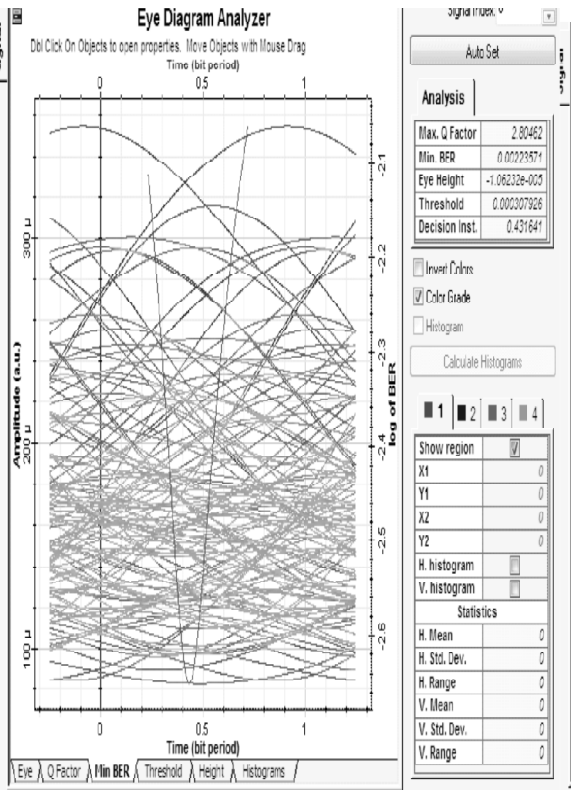 Eye Diagram Analyzer
Dbl Click On Objects to open properties. Move Objects with Mouse Drag
Time (bit period)
0 0.5 1
Amplitude (a.u.)
300 µ
200 µ
100 µ
log of BER
-2.1
-2.2
-2.3
-2.4
-2.5
-2.6
0 0.5 1
Time (bit period)
Eye Q Factor Min BER Threshold Height Histograms
Signal Index: 0
Auto Set
Analysis
Max. Q Factor 2.80462
Min. BER 0.00223571
Eye Height -1.06232e-005
Threshold 0.000307926
Decision Inst. 0.431641
Invert Colors
Color Grade
Histogram
Calculate Histograms
1 2 3 4
Show region
X1 0
Y1 0
X2 0
Y2 0
H. histogram
V. histogram
Statistics
H. Mean 0
H. Std. Dev. 0
H. Range 0
V. Mean 0
V. Std. Dev. 0
V. Range 0